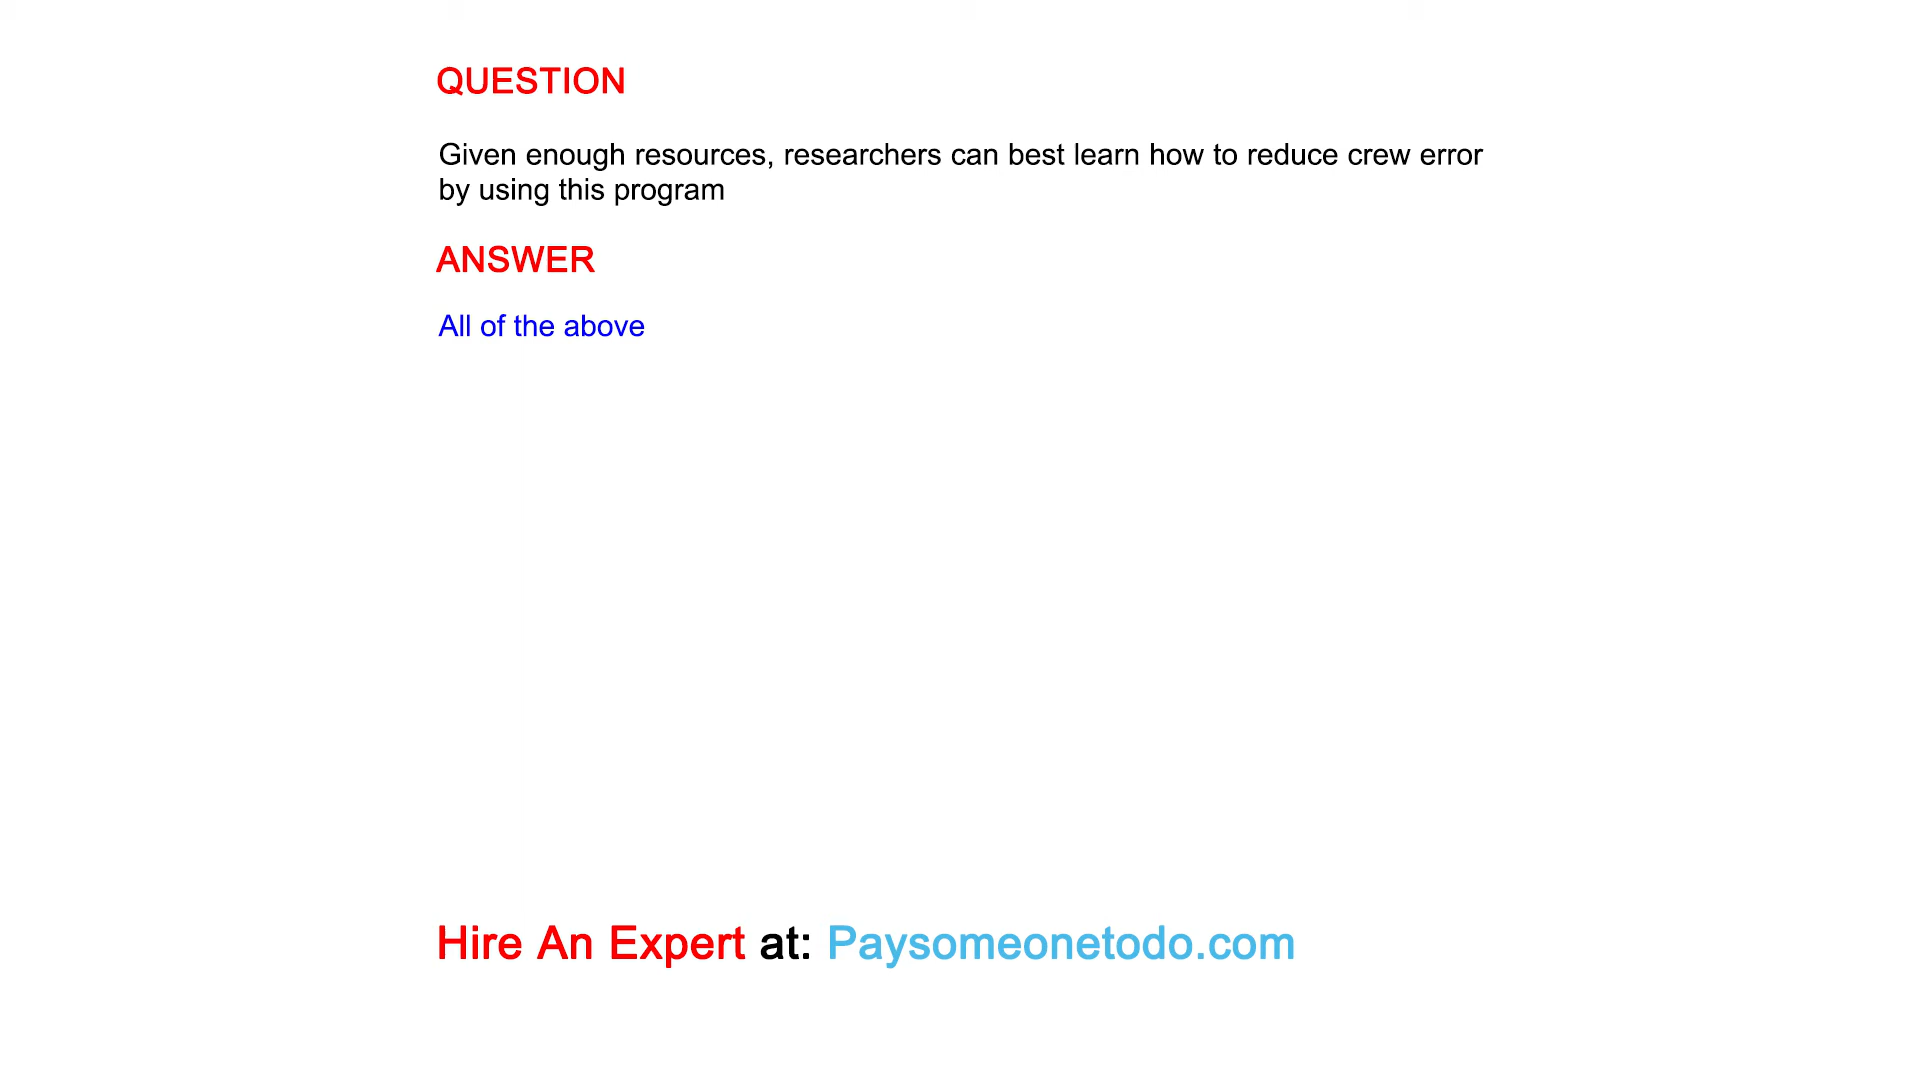 QUESTION
Given enough resources, researchers can best learn how to reduce crew error
by using this program
ANSWER
All of the above
Hire An Expert at: Paysomeonetodo.com